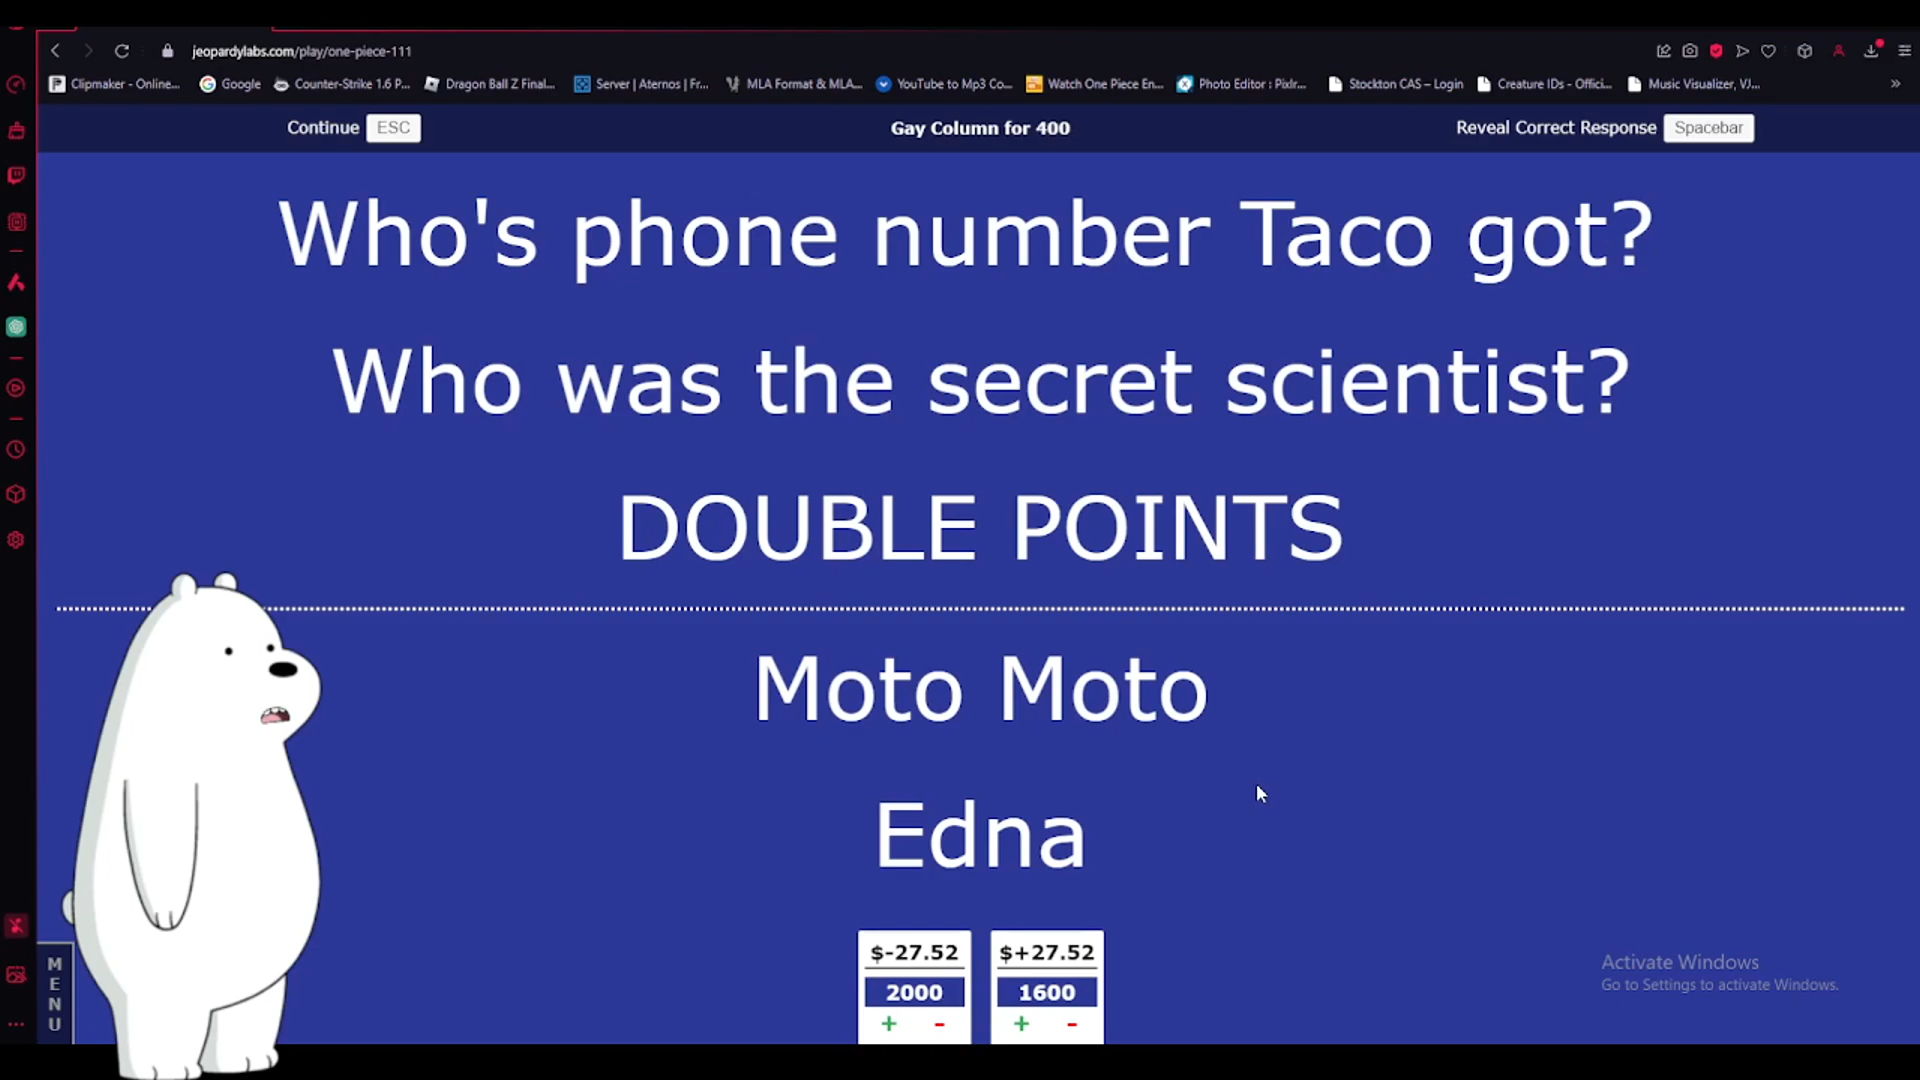 jeopardylabs.com/play/one-piece-111
Clipmaker - Online... Google Counter-Strike 1.6 P... Dragon Ball Z Final... Server | Aternos | Fr... MLA Format & MLA... YouTube to Mp3 Co... Watch One Piece En... Photo Editor : Pixlr... Stockton CAS – Login Creature IDs - Offici... Music Visualizer, VJ...
Continue ESC Gay Column for 400 Reveal Correct Response Spacebar
Who's phone number Taco got?
Who was the secret scientist?
DOUBLE POINTS
Moto Moto
Edna
$-27.52 $+27.52
2000 1600
+ - + -
MENU
Activate Windows
Go to Settings to activate Windows.